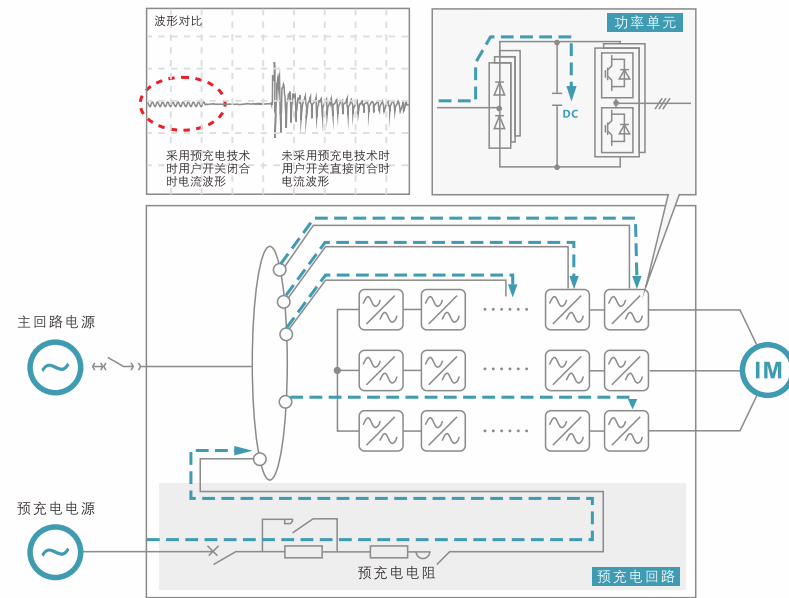 波形对比
采用预充电技术
时用户开关闭合
时电流波形
未采用预充电技术时
用户开关直接闭合时
电流波形
功率单元
DC
主回路电源
IM
预充电电源
预充电电阻
预充电回路